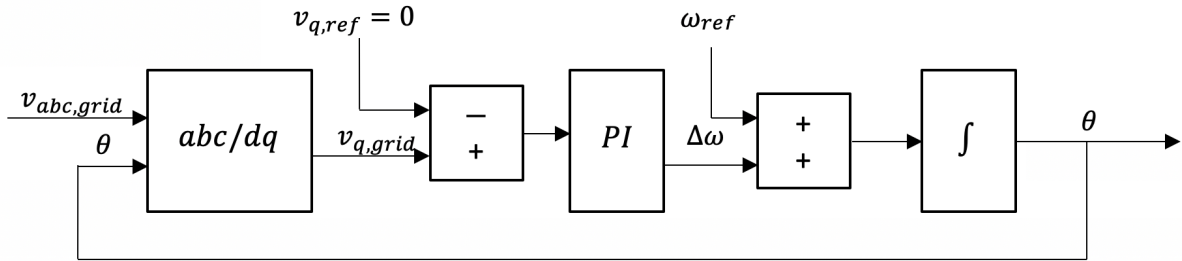 v_{q,ref} = 0
ω_{ref}
v_{abc,grid}
θ
abc/dq
v_{q,grid}
−
+
PI
Δω
+
+
∫
θ